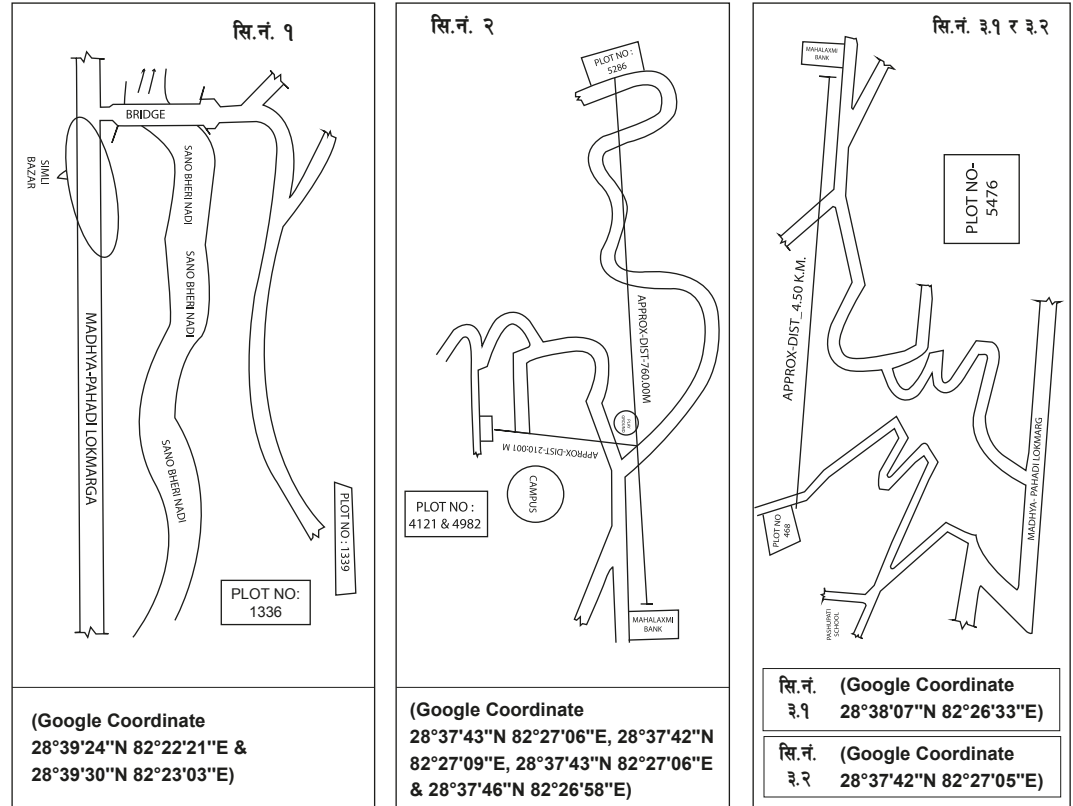 सि.नं. १
BRIDGE
SIMLI
BAZAR
SANO BHERI NADI
SANO BHERI NADI
SANO BHERI NADI
MADHYA-PAHADI LOKMARGA
PLOT NO : 1339
PLOT NO:
1336
(Google Coordinate
28°39'24"N 82°22'21"E &
28°39'30"N 82°23'03"E)
सि.नं. २
PLOT NO :
5286
APPROX-DIST-760.00M
PLAY
GROUND
APPROX-DIST-210:001 M
CAMPUS
PLOT NO :
4121 & 4982
MAHALAXMI
BANK
(Google Coordinate
28°37'43"N 82°27'06"E, 28°37'42"N
82°27'09"E, 28°37'43"N 82°27'06"E
& 28°37'46"N 82°26'58"E)
सि.नं. ३.१ र ३.२
MAHALAXMI
BANK
PLOT NO-
5476
APPROX-DIST_4.50 K.M.
MADHYA- PAHADI LOKMARG
PLOT NO
468
PASHUPATI
SCHOOL
सि.नं. (Google Coordinate
३.१ 28°38'07"N 82°26'33"E)
सि.नं. (Google Coordinate
३.२ 28°37'42"N 82°27'05"E)